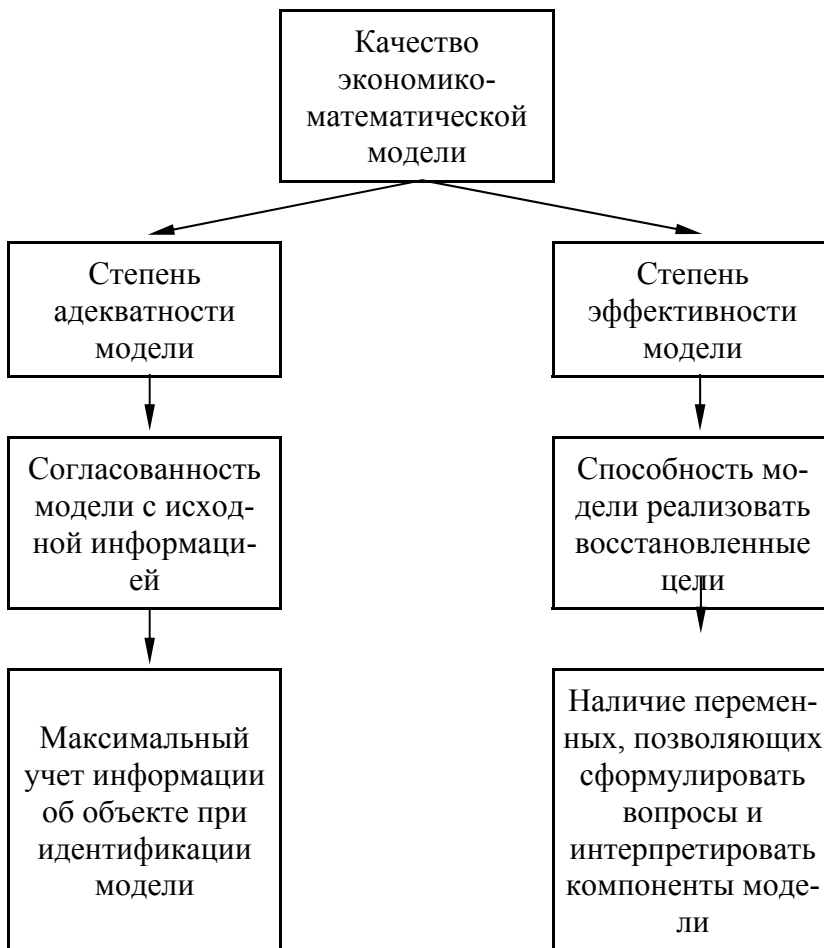 Качество
экономико-
математической
модели
Степень
адекватности
модели
Степень
эффективности
модели
Согласованность
модели с исход-
ной информаци-
ей
Способность мо-
дели реализовать
восстановленные
цели
Максимальный
учет информации
об объекте при
идентификации
модели
Наличие перемен-
ных, позволяющих
сформулировать
вопросы и
интерпретировать
компоненты моде-
ли